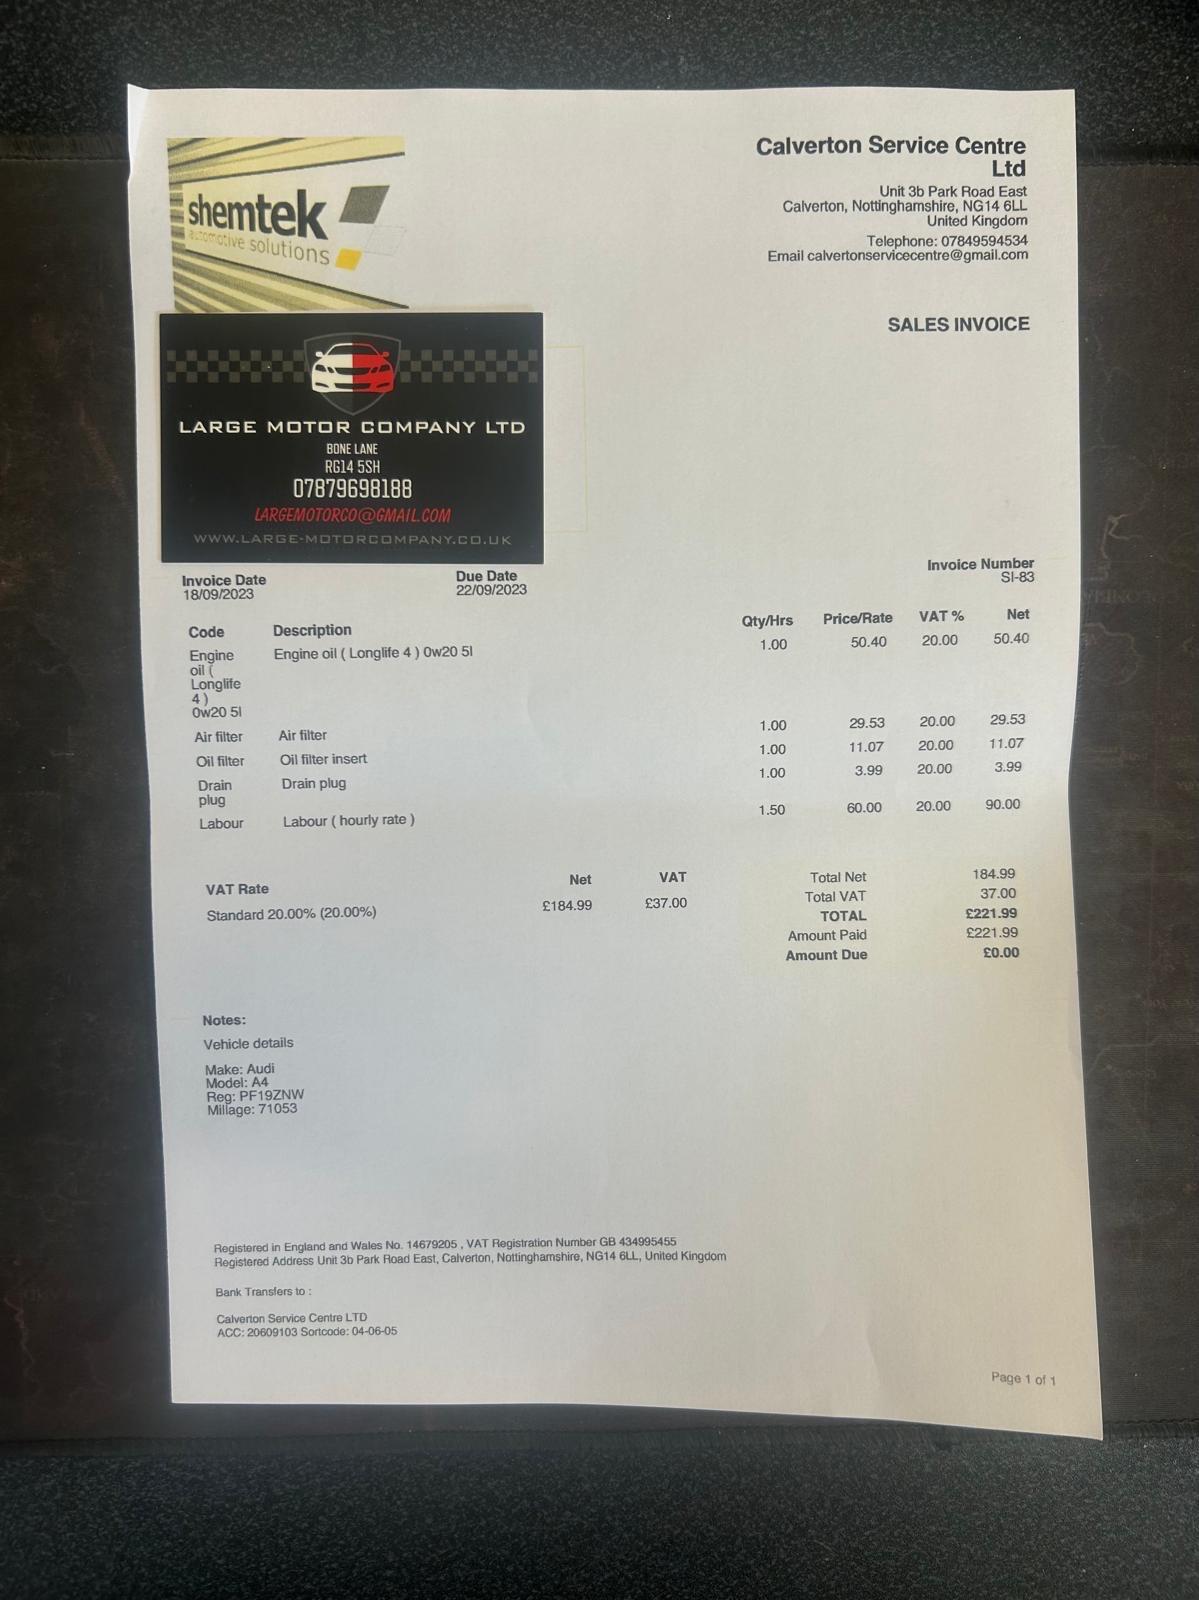 shemtek
automotive solutions
Calverton Service Centre
Ltd
Unit 3b Park Road East
Calverton, Nottinghamshire, NG14 6LL
United Kingdom
Telephone: 07849594534
Email calvertonservicecentre@gmail.com
SALES INVOICE
LARGE MOTOR COMPANY LTD
BONE LANE
RG14 5SH
07879698188
LARGEMOTORCO@GMAIL.COM
WWW.LARGE-MOTORCOMPANY.CO.UK
Invoice Date
18/09/2023
Due Date
22/09/2023
Invoice Number
SI-83
Code Description Qty/Hrs Price/Rate VAT % Net
Engine Engine oil ( Longlife 4 ) 0w20 5l 1.00 50.40 20.00 50.40
oil (
Longlife
4 )
0w20 5l
Air filter Air filter 1.00 29.53 20.00 29.53
Oil filter Oil filter insert 1.00 11.07 20.00 11.07
Drain Drain plug 1.00 3.99 20.00 3.99
plug
Labour Labour ( hourly rate ) 1.50 60.00 20.00 90.00
VAT Rate Net VAT
Standard 20.00% (20.00%) £184.99 £37.00
Total Net 184.99
Total VAT 37.00
TOTAL £221.99
Amount Paid £221.99
Amount Due £0.00
Notes:
Vehicle details
Make: Audi
Model: A4
Reg: PF19ZNW
Millage: 71053
Registered in England and Wales No. 14679205 , VAT Registration Number GB 434995455
Registered Address Unit 3b Park Road East, Calverton, Nottinghamshire, NG14 6LL, United Kingdom
Bank Transfers to :
Calverton Service Centre LTD
ACC: 20609103 Sortcode: 04-06-05
Page 1 of 1